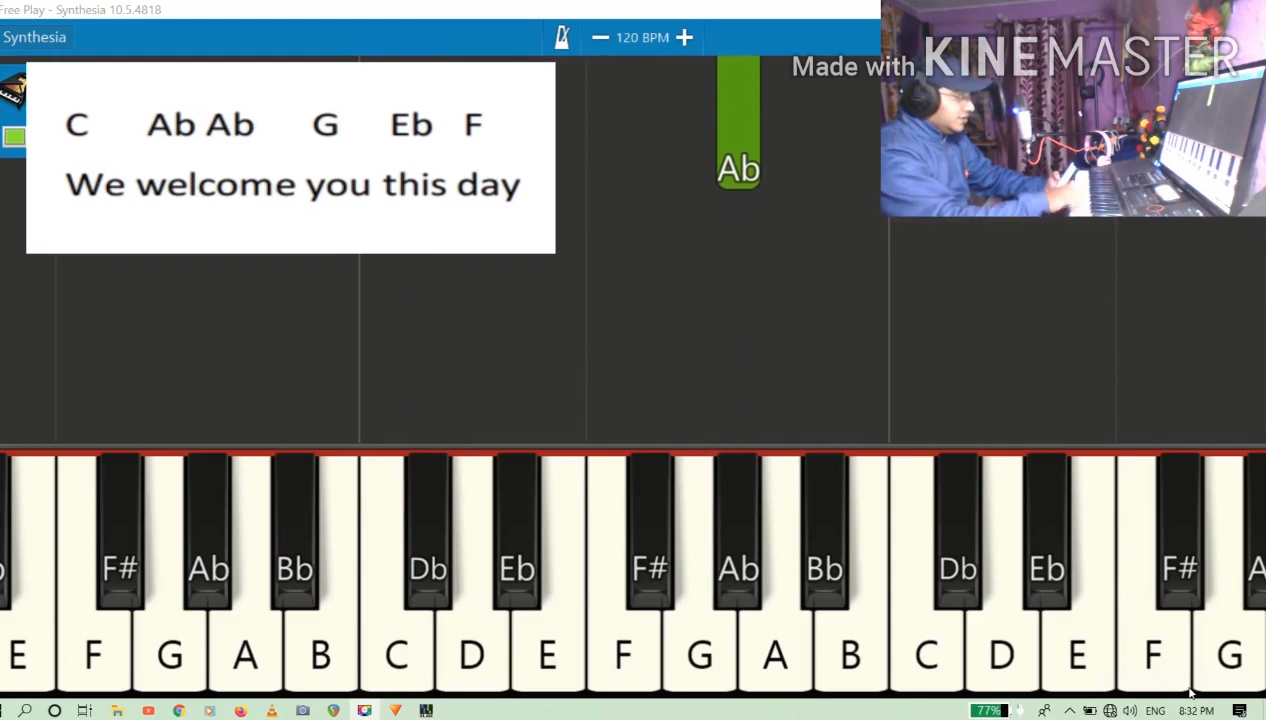 Free Play - Synthesia 10.5.4818
Synthesia
120 BPM
Made with KINEMASTER
C Ab Ab G Eb F
We welcome you this day
Ab
F# Ab Bb Db Eb F# Ab Bb Db Eb F#
E F G A B C D E F G A B C D E F G
77% ENG 8:32 PM